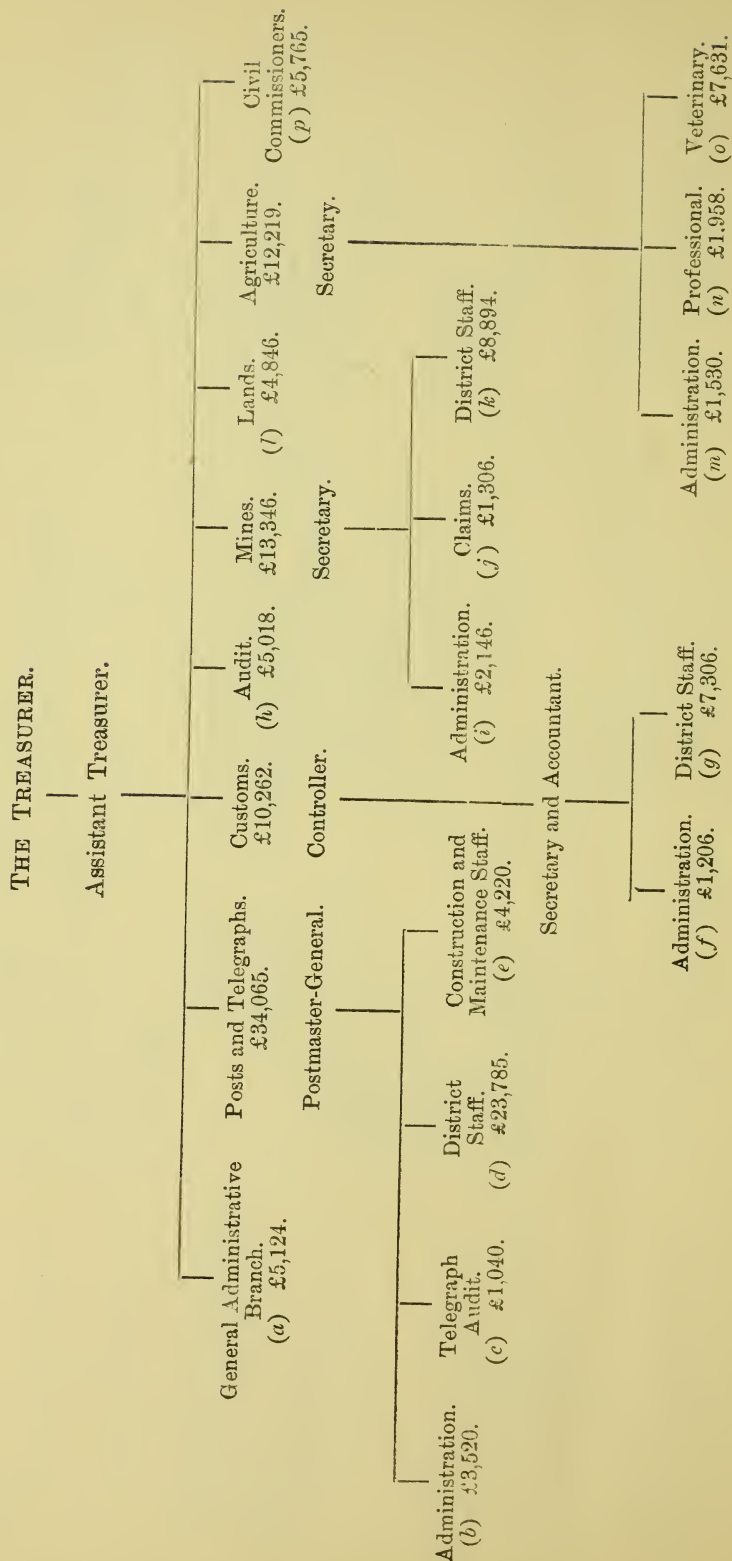 THE TREASURER.
Assistant Treasurer.
General Administrative
Branch.
(a) £5,124.
Posts and Telegraphs.
£34,065.
Customs.
£10,262.
Audit.
(h) £5,018.
Mines.
£13,346.
Lands.
(l) £4,846.
Agriculture.
£12,219.
Civil
Commissioners.
(p) £5,765.
Postmaster-General.
Controller.
Secretary.
Secretary.
Administration.
(b) £3,520.
Telegraph
Audit.
(c) £1,040.
District
Staff.
(d) £23,785.
Construction and
Maintenance Staff.
(e) £4,220.
Administration.
(i) £2,146.
Claims.
(j) £1,306.
District Staff.
(k) £8,894.
Secretary and Accountant.
Administration.
(f) £1,206.
District Staff.
(g) £7,306.
Administration.
(m) £1,530.
Professional.
(n) £1,958.
Veterinary.
(o) £7,631.